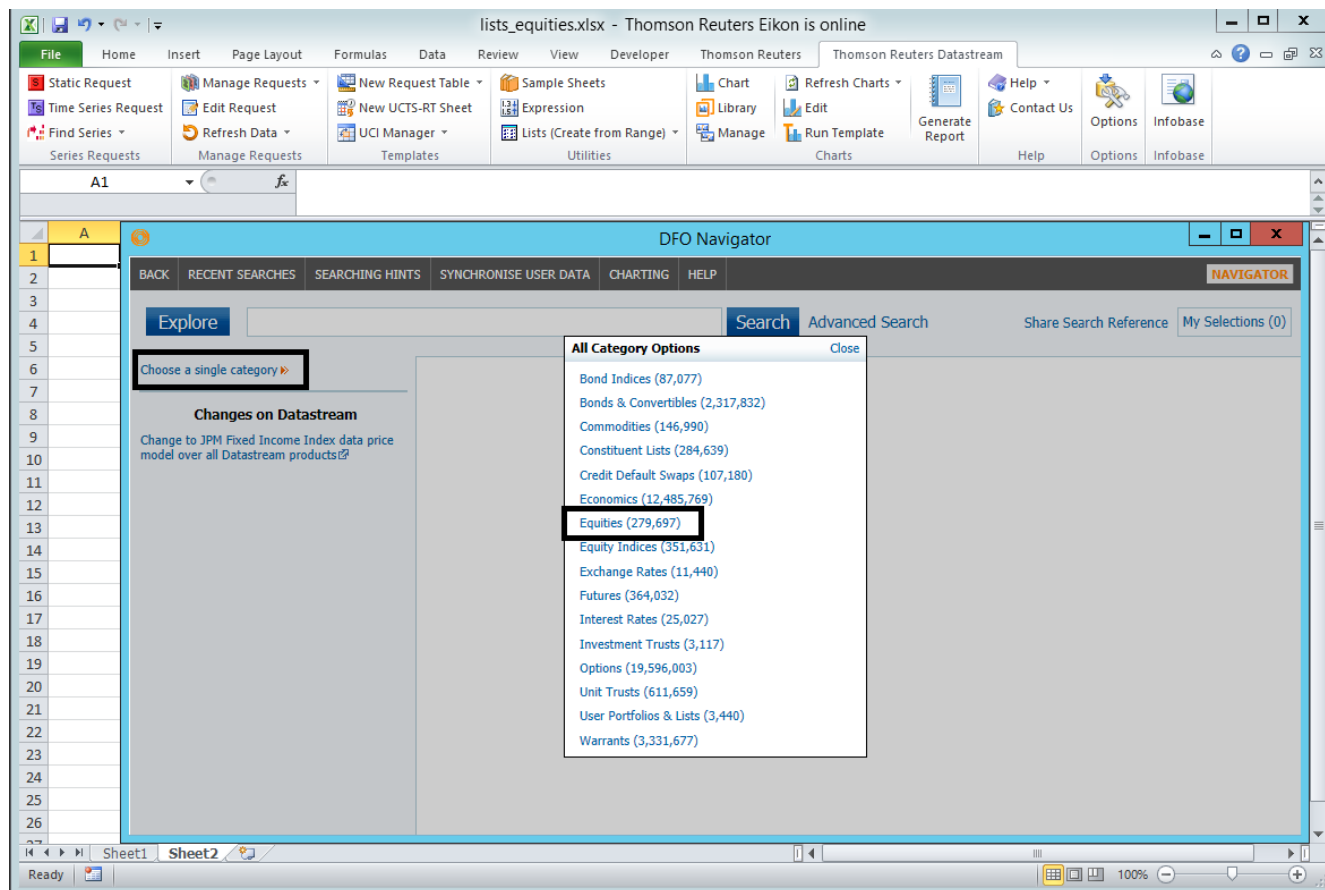 lists_equities.xlsx - Thomson Reuters Eikon is online
File Home Insert Page Layout Formulas Data Review View Developer Thomson Reuters Thomson Reuters Datastream
Static Request Manage Requests New Request Table Sample Sheets Chart Refresh Charts Help
Time Series Request Edit Request New UCTS-RT Sheet Expression Library Edit Generate Report Contact Us Options Infobase
Find Series Refresh Data UCI Manager Lists (Create from Range) Manage Run Template
Series Requests Manage Requests Templates Utilities Charts Help Options Infobase
A1 fx
A
DFO Navigator
BACK RECENT SEARCHES SEARCHING HINTS SYNCHRONISE USER DATA CHARTING HELP NAVIGATOR
Explore Search Advanced Search Share Search Reference My Selections (0)
Choose a single category
Changes on Datastream
Change to JPM Fixed Income Index data price
model over all Datastream products
All Category Options Close
Bond Indices (87,077)
Bonds & Convertibles (2,317,832)
Commodities (146,990)
Constituent Lists (284,639)
Credit Default Swaps (107,180)
Economics (12,485,769)
Equities (279,697)
Equity Indices (351,631)
Exchange Rates (11,440)
Futures (364,032)
Interest Rates (25,027)
Investment Trusts (3,117)
Options (19,596,003)
Unit Trusts (611,659)
User Portfolios & Lists (3,440)
Warrants (3,331,677)
1
2
3
4
5
6
7
8
9
10
11
12
13
14
15
16
17
18
19
20
21
22
23
24
25
26
27
Sheet1 Sheet2
Ready 100%